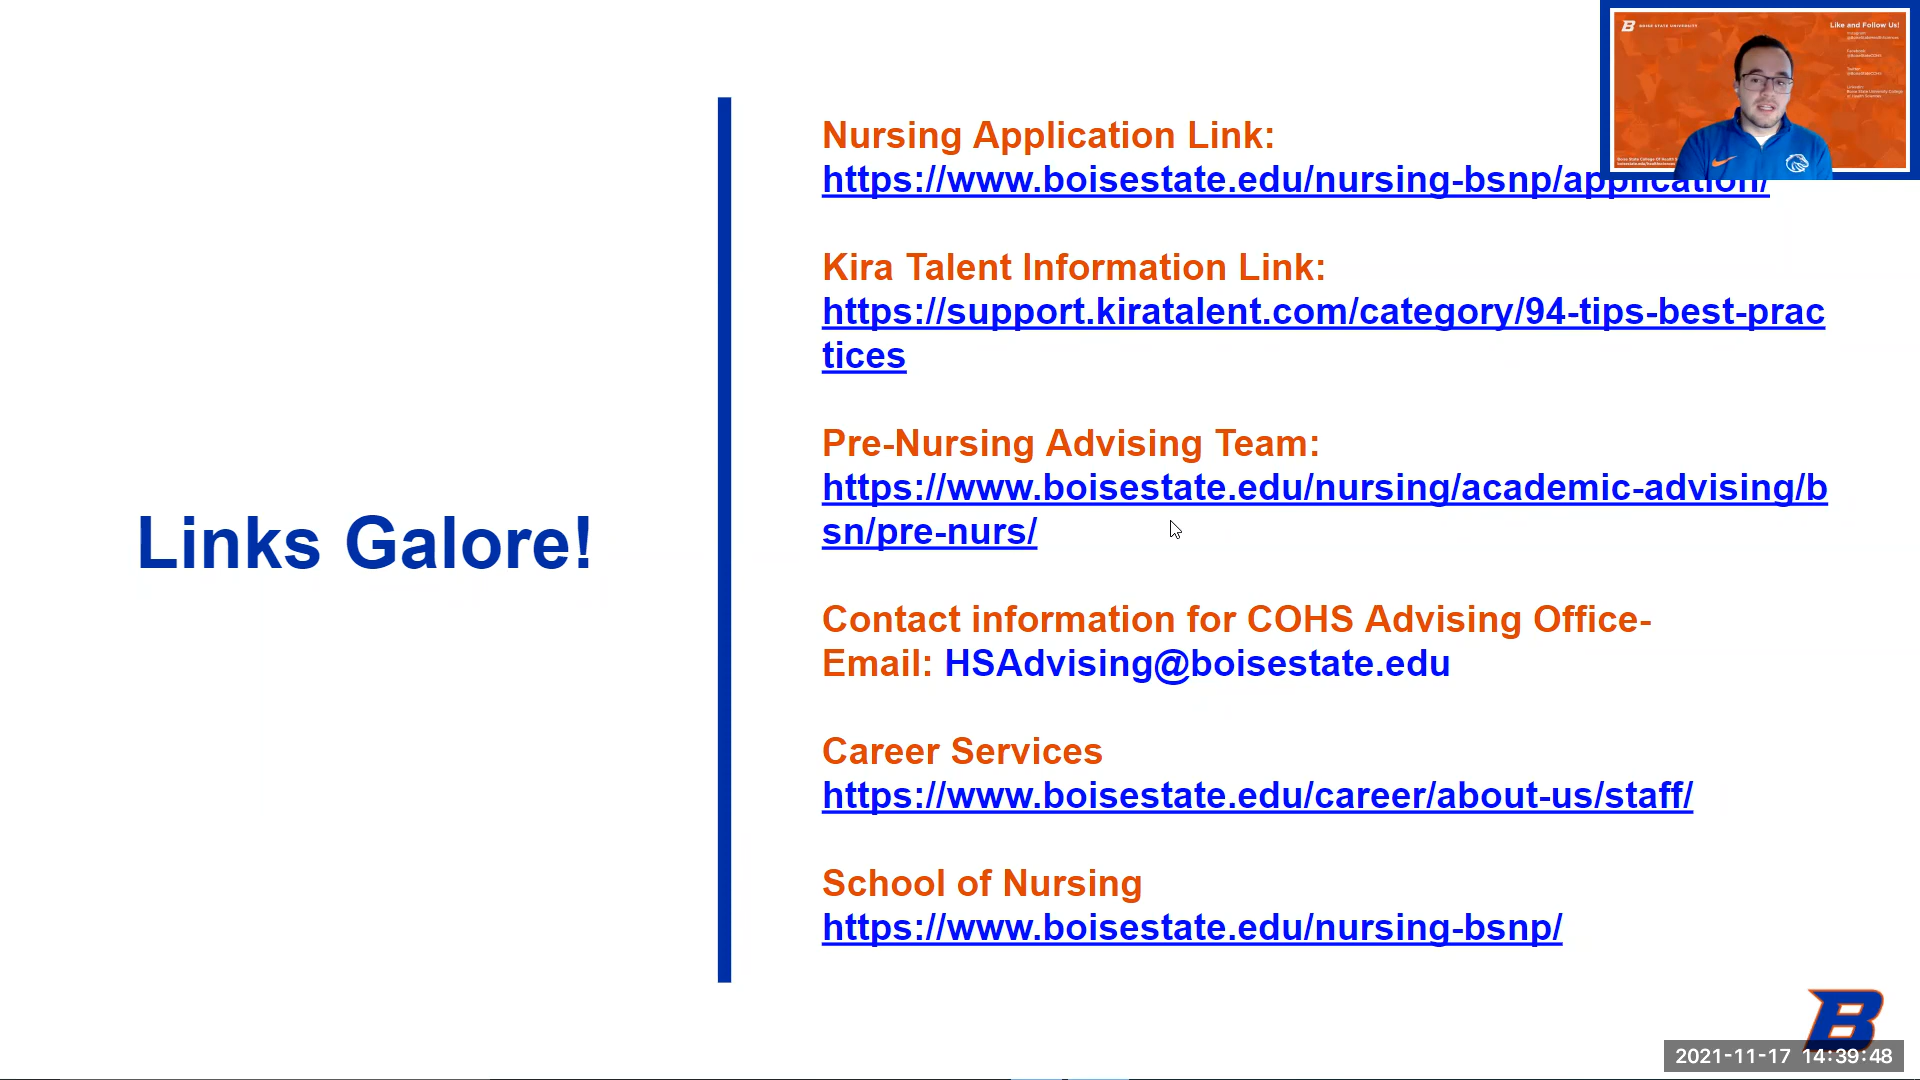 Links Galore!
Nursing Application Link:
https://www.boisestate.edu/nursing-bsnp/application/
Kira Talent Information Link:
https://support.kiratalent.com/category/94-tips-best-prac
tices
Pre-Nursing Advising Team:
https://www.boisestate.edu/nursing/academic-advising/b
sn/pre-nurs/
Contact information for COHS Advising Office-
Email: HSAdvising@boisestate.edu
Career Services
https://www.boisestate.edu/career/about-us/staff/
School of Nursing
https://www.boisestate.edu/nursing-bsnp/
B BOISE STATE UNIVERSITY
Like and Follow Us!
B
2021-11-17 14:39:48